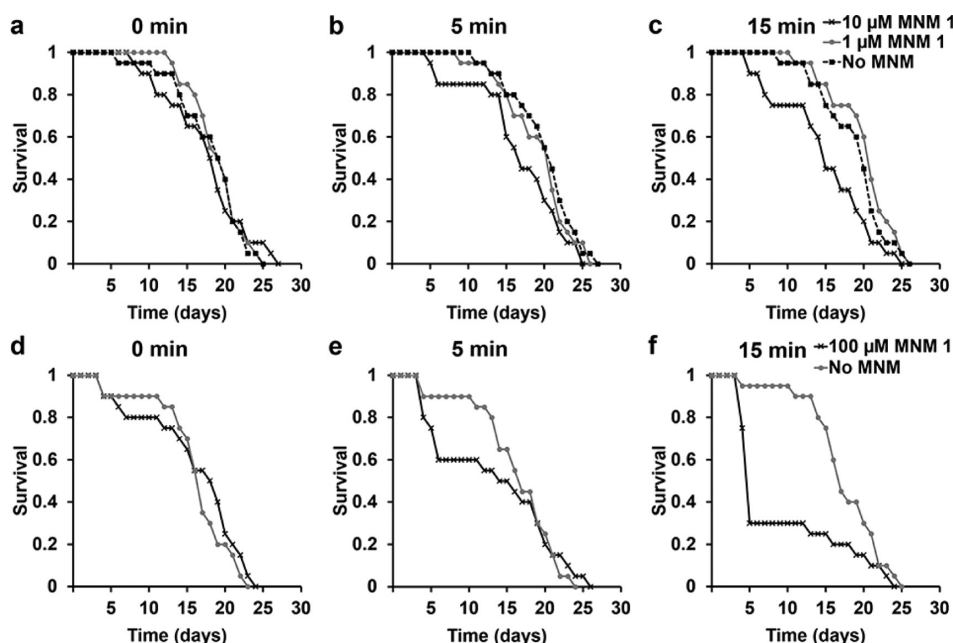 a 0 min
b 5 min
c 15 min
10 µM MNM 1
1 µM MNM 1
No MNM
Survival
1
0.8
0.6
0.4
0.2
0
5 10 15 20 25 30
Time (days)
Survival
1
0.8
0.6
0.4
0.2
0
5 10 15 20 25 30
Time (days)
Survival
1
0.8
0.6
0.4
0.2
0
5 10 15 20 25 30
Time (days)
d 0 min
e 5 min
f 15 min
100 µM MNM 1
No MNM
Survival
1
0.8
0.6
0.4
0.2
0
5 10 15 20 25 30
Time (days)
Survival
1
0.8
0.6
0.4
0.2
0
5 10 15 20 25 30
Time (days)
Survival
1
0.8
0.6
0.4
0.2
0
5 10 15 20 25 30
Time (days)